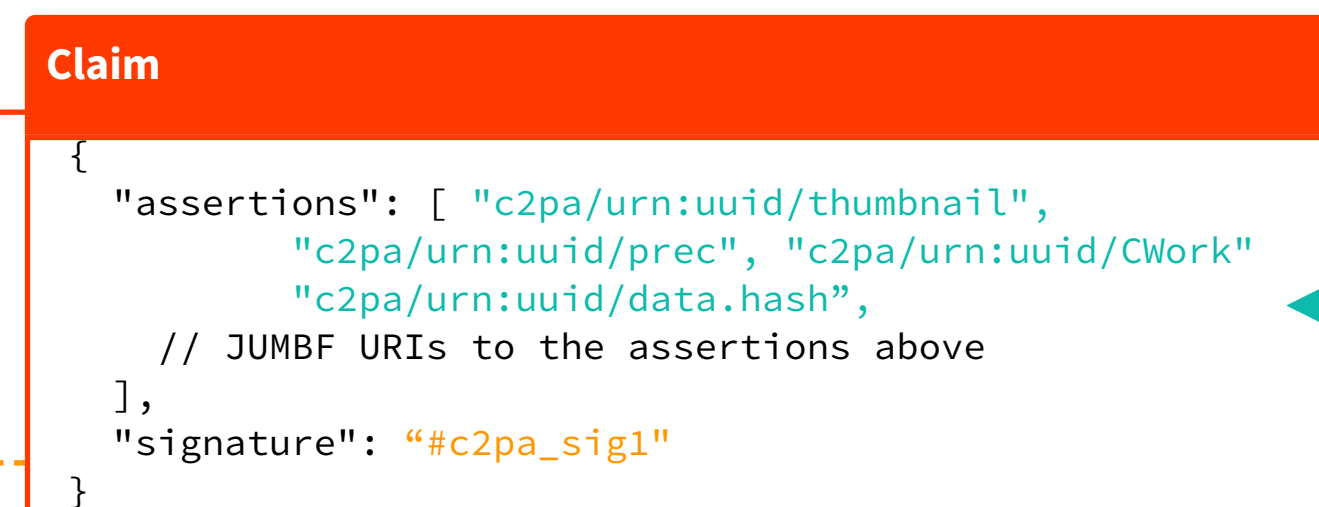 Claim
{
"assertions": [ "c2pa/urn:uuid/thumbnail",
"c2pa/urn:uuid/prec", "c2pa/urn:uuid/CWork"
"c2pa/urn:uuid/data.hash”,
// JUMBF URIs to the assertions above
],
"signature": “#c2pa_sig1"
}